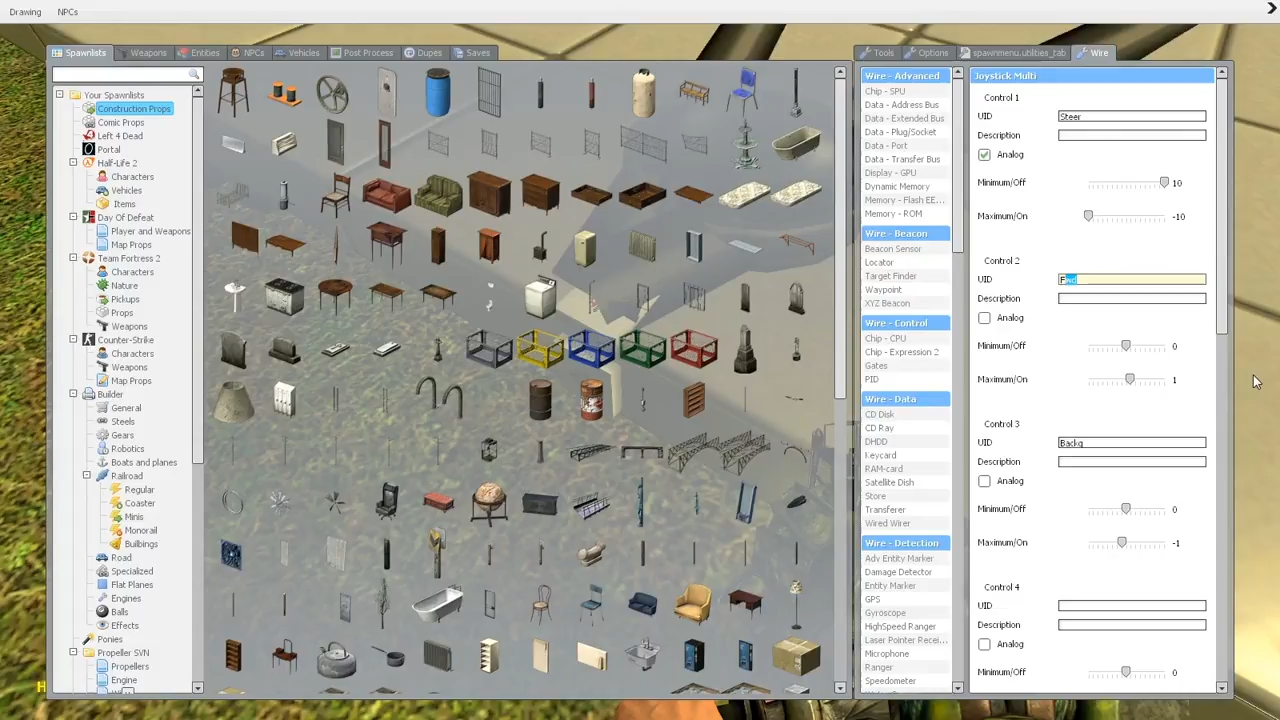 Drawing NPCs
Spawnlists Weapons Entities NPCs Vehicles Post Process Dupes Saves
Your Spawnlists
Construction Props
Comic Props
Left 4 Dead
Portal
Half-Life 2
Characters
Vehicles
Items
Day Of Defeat
Player and Weapons
Map Props
Team Fortress 2
Characters
Nature
Pickups
Props
Weapons
Counter-Strike
Characters
Weapons
Map Props
Builder
General
Steels
Gears
Robotics
Boats and planes
Railroad
Regular
Coaster
Minis
Monorail
Builbings
Road
Specialized
Flat Planes
Engines
Balls
Effects
Ponies
Propeller SVN
Propellers
Engine
Tools Options spawnmenu.utilities_tab Wire
Wire - Advanced
Chip - SPU
Data - Address Bus
Data - Extended Bus
Data - Plug/Socket
Data - Port
Data - Transfer Bus
Display - GPU
Dynamic Memory
Memory - Flash EE...
Memory - ROM
Wire - Beacon
Beacon Sensor
Locator
Target Finder
Waypoint
XYZ Beacon
Wire - Control
Chip - CPU
Chip - Expression 2
Gates
PID
Wire - Data
CD Disk
CD Ray
DHDD
Keycard
RAM-card
Satellite Dish
Store
Transferer
Wired Wirer
Wire - Detection
Adv Entity Marker
Damage Detector
Entity Marker
GPS
Gyroscope
HighSpeed Ranger
Laser Pointer Recei...
Microphone
Ranger
Speedometer
Joystick Multi
Control 1
UID Steer
Description
Analog
Minimum/Off 10
Maximum/On -10
Control 2
UID Fwd
Description
Analog
Minimum/Off 0
Maximum/On 1
Control 3
UID Backq
Description
Analog
Minimum/Off 0
Maximum/On -1
Control 4
UID
Description
Analog
Minimum/Off 0
H